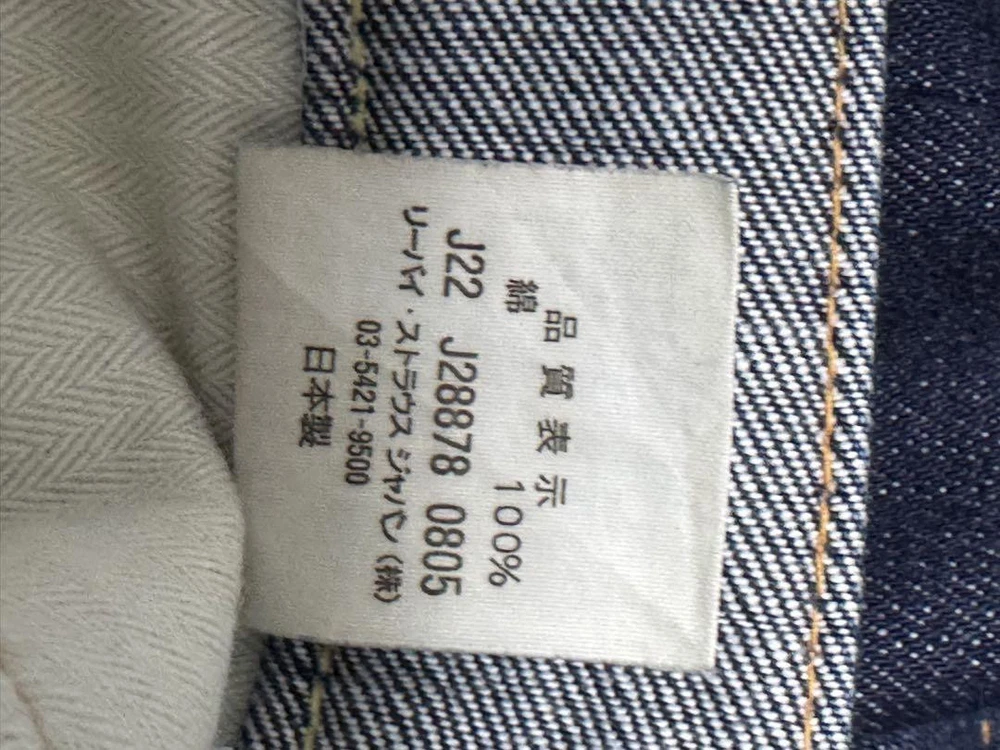 品質表示
綿 100%
J22 J28878 0805
リーバイ・ストラウス ジャパン(株)
03-5421-9500
日本製